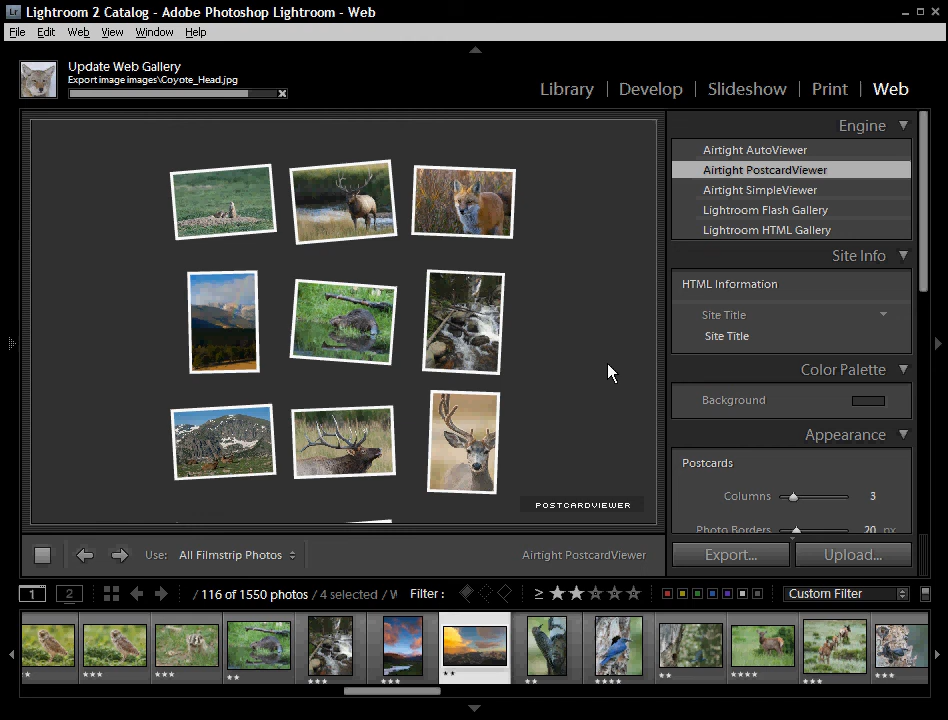 Lr Lightroom 2 Catalog - Adobe Photoshop Lightroom - Web
File Edit Web View Window Help
Update Web Gallery
Export image images\Coyote_Head.jpg
Library | Develop | Slideshow | Print | Web
Engine
Airtight AutoViewer
Airtight PostcardViewer
Airtight SimpleViewer
Lightroom Flash Gallery
Lightroom HTML Gallery
Site Info
HTML Information
Site Title
Site Title
Color Palette
Background
Appearance
Postcards
Columns 3
Photo Borders 20 px
POSTCARDVIEWER
Use: All Filmstrip Photos
Airtight PostcardViewer
Export... Upload...
1 2 / 116 of 1550 photos / 4 selected / Filter : ≥ Custom Filter